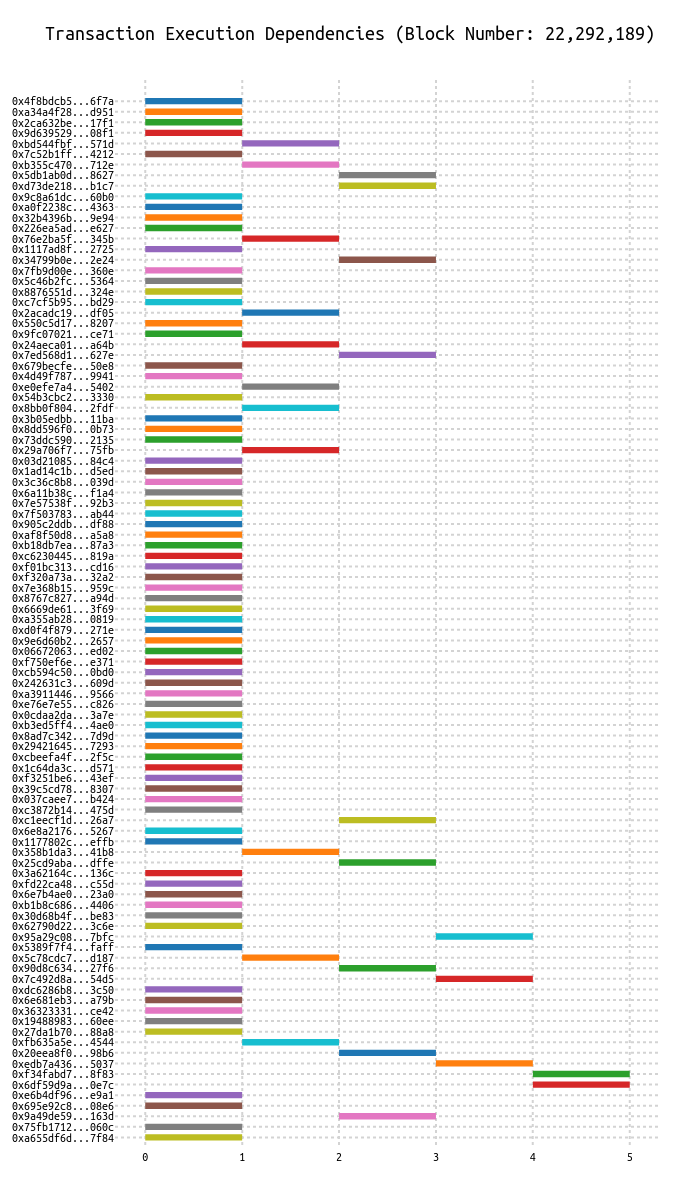 Transaction Execution Dependencies (Block Number: 22,292,189)
0x4f8bdcb5...6f7a
0xa34a4f28...d951
0x2ca632be...17f1
0x9d639529...08f1
0xbd544fbf...571d
0x7c52b1ff...4212
0xb355c470...712e
0x5db1ab0d...8627
0xd73de218...b1c7
0x9c8a61dc...60b0
0xa0f2238c...4363
0x32b4396b...9e94
0x226ea5ad...e627
0x76e2ba5f...345b
0x1117ad8f...2725
0x34799b0e...2e24
0x7fb9d00e...360e
0x5c46b2fc...5364
0x8876551d...324e
0xc7cf5b95...bd29
0x2acadc19...df05
0x550c5d17...8207
0x9fc07021...ce71
0x24aeca01...a64b
0x7ed568d1...627e
0x679becfe...50e8
0x4d49f787...9941
0xe0efe7a4...5402
0x54b3cbc2...3330
0x8bb0f804...2fdf
0x3b05edbb...11ba
0x8dd596f0...0b73
0x73ddc590...2135
0x29a706f7...75fb
0x03d21085...84c4
0x1ad14c1b...d5ed
0x3c36c8b8...039d
0x6a11b38c...f1a4
0x7e57538f...92b3
0x7f503783...ab44
0x905c2ddb...df88
0xaf8f50d8...a5a8
0xb18db7ea...87a3
0xc6230445...819a
0xf01bc313...cd16
0xf320a73a...32a2
0x7e368b15...959c
0x8767c827...a94d
0x6669de61...3f69
0xa355ab28...0819
0xd0f4f879...271e
0x9e6d60b2...2657
0x06672063...ed02
0xf750ef6e...e371
0xcb594c50...0bd0
0x242631c3...609d
0xa3911446...9566
0xe76e7e55...c826
0x0cdaa2da...3a7e
0xb3ed5ff4...4ae0
0x8ad7c342...7d9d
0x29421645...7293
0xcbeefa4f...2f5c
0x1c64da3c...d571
0xf3251be6...43ef
0x39c5cd78...8307
0x037caee7...b424
0xc3872b14...475d
0xc1eecf1d...26a7
0x6e8a2176...5267
0x1177802c...effb
0x358b1da3...41b8
0x25cd9aba...dffe
0x3a62164c...136c
0xfd22ca48...c55d
0x6e7b4ae0...23a0
0xb1b8c686...4406
0x30d68b4f...be83
0x62790d22...3c6e
0x95a29c08...7bfc
0x5389f7f4...faff
0x5c78cdc7...d187
0x90d8c634...27f6
0x7c492d8a...54d5
0xdc6286b8...3c50
0x6e681eb3...a79b
0x36323331...ce42
0x19488983...60ee
0x27da1b70...88a8
0xfb635a5e...4544
0x20eea8f0...98b6
0xedb7a436...5037
0xf34fabd7...8f83
0x6df59d9a...0e7c
0xe6b4df96...e9a1
0x695e92c8...08e6
0x9a49de59...163d
0x75fb1712...060c
0xa655df6d...7f84
0 1 2 3 4 5